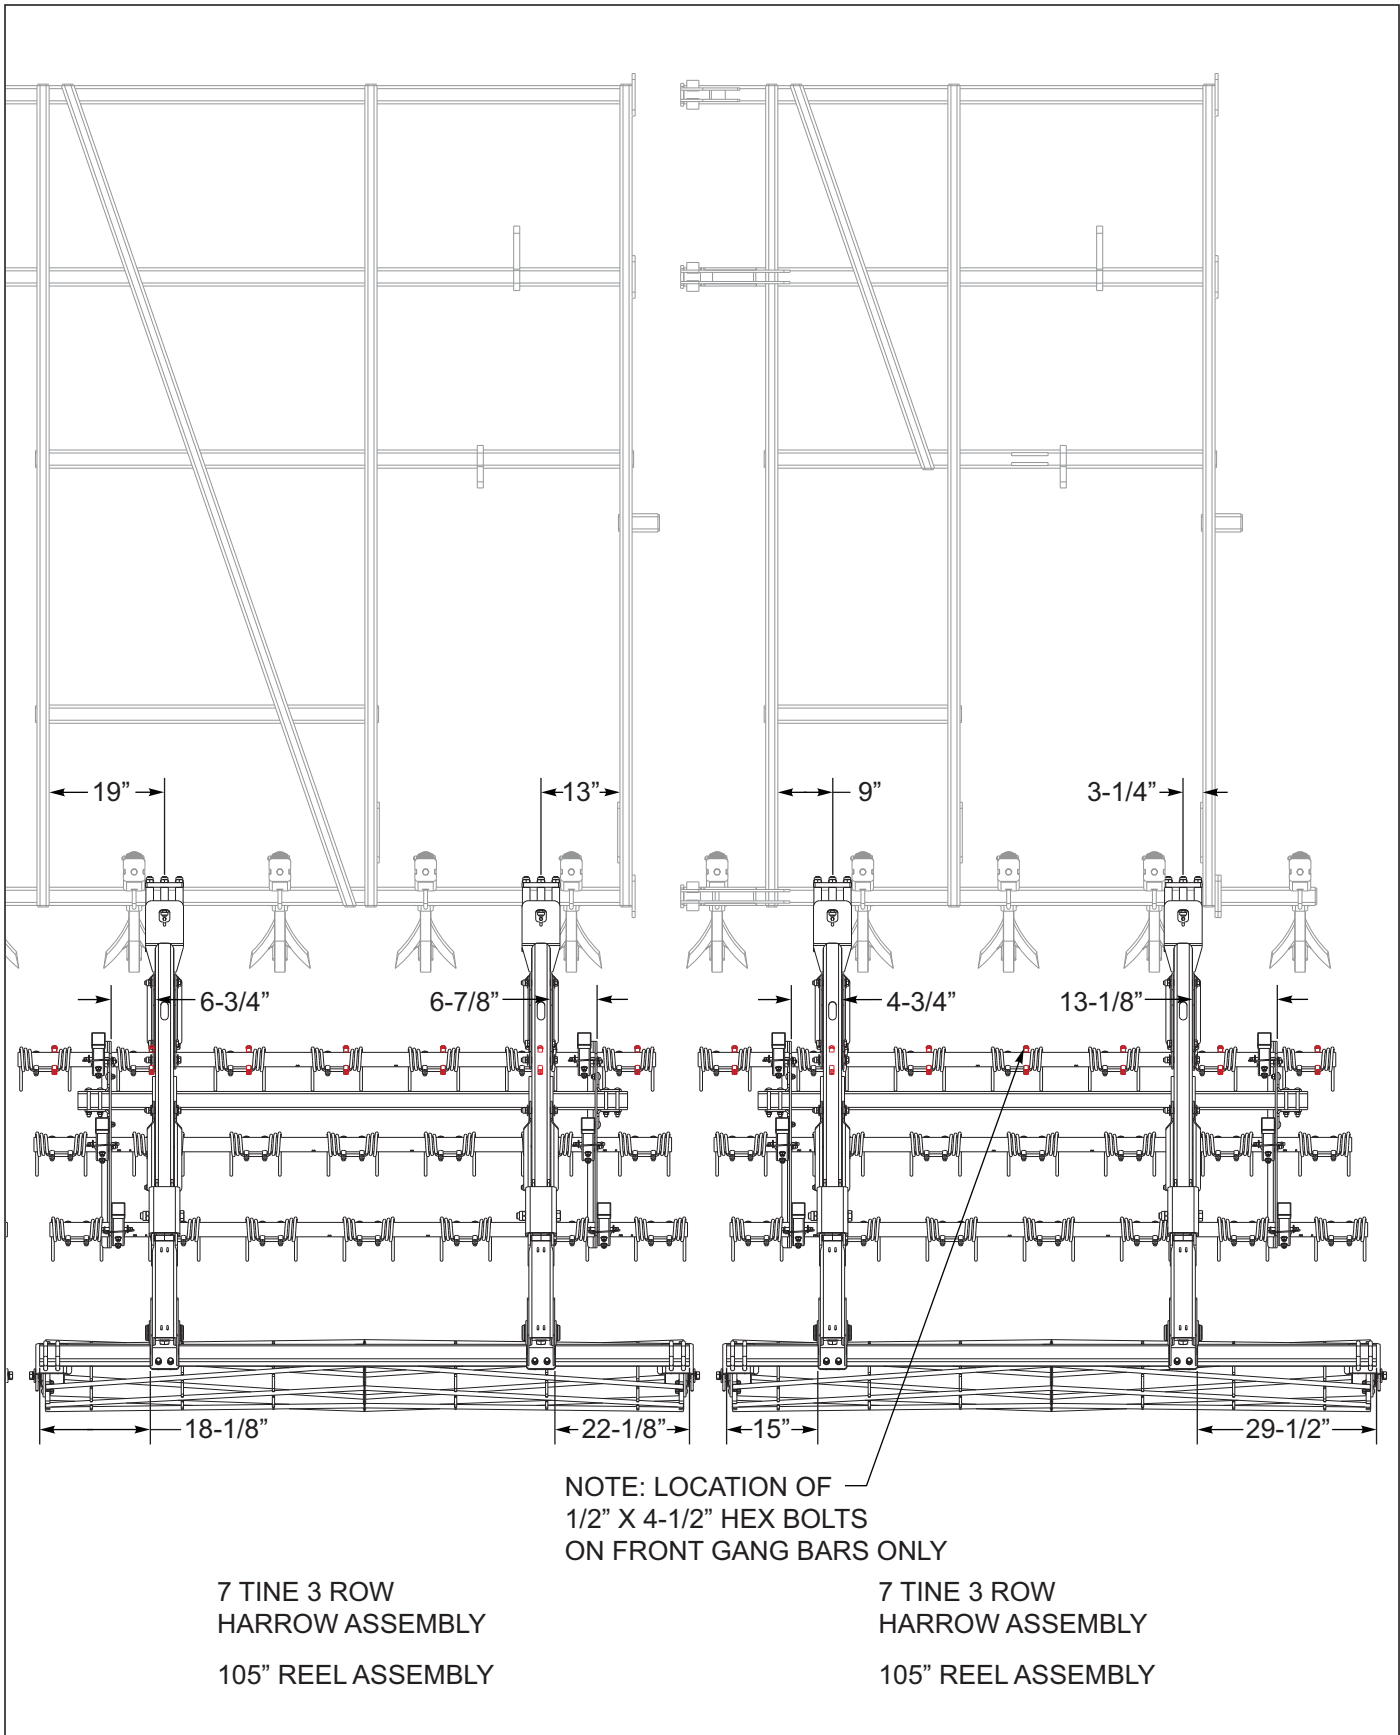 19” 13” 9” 3-1/4”
6-3/4” 6-7/8” 4-3/4” 13-1/8”
18-1/8” 22-1/8” 15” 29-1/2”
NOTE: LOCATION OF
1/2” X 4-1/2” HEX BOLTS
ON FRONT GANG BARS ONLY
7 TINE 3 ROW
HARROW ASSEMBLY
105” REEL ASSEMBLY
7 TINE 3 ROW
HARROW ASSEMBLY
105” REEL ASSEMBLY